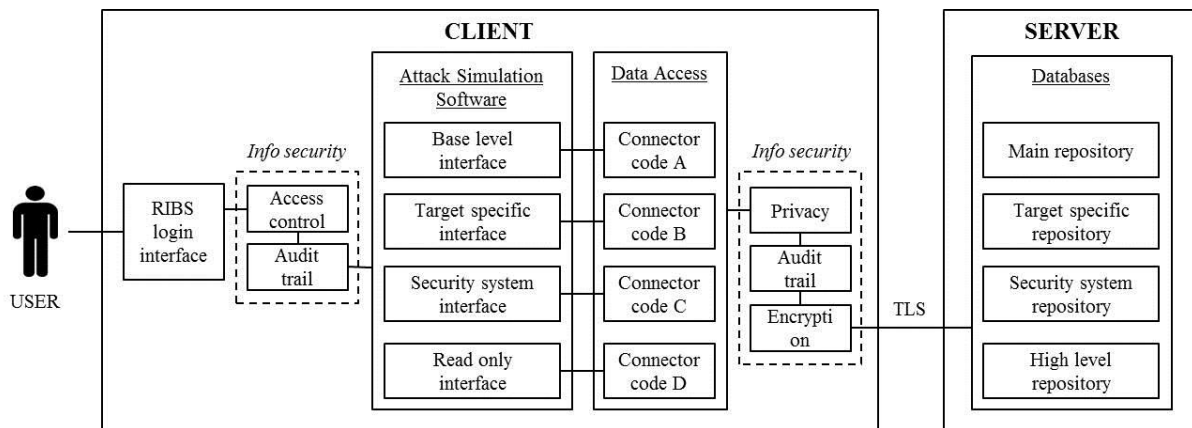 CLIENT
SERVER
USER
RIBS
login
interface
Info security
Access
control
Audit
trail
Attack Simulation
Software
Base level
interface
Target specific
interface
Security system
interface
Read only
interface
Data Access
Connector
code A
Connector
code B
Connector
code C
Connector
code D
Info security
Privacy
Audit
trail
Encrypti
on
TLS
Databases
Main repository
Target specific
repository
Security system
repository
High level
repository